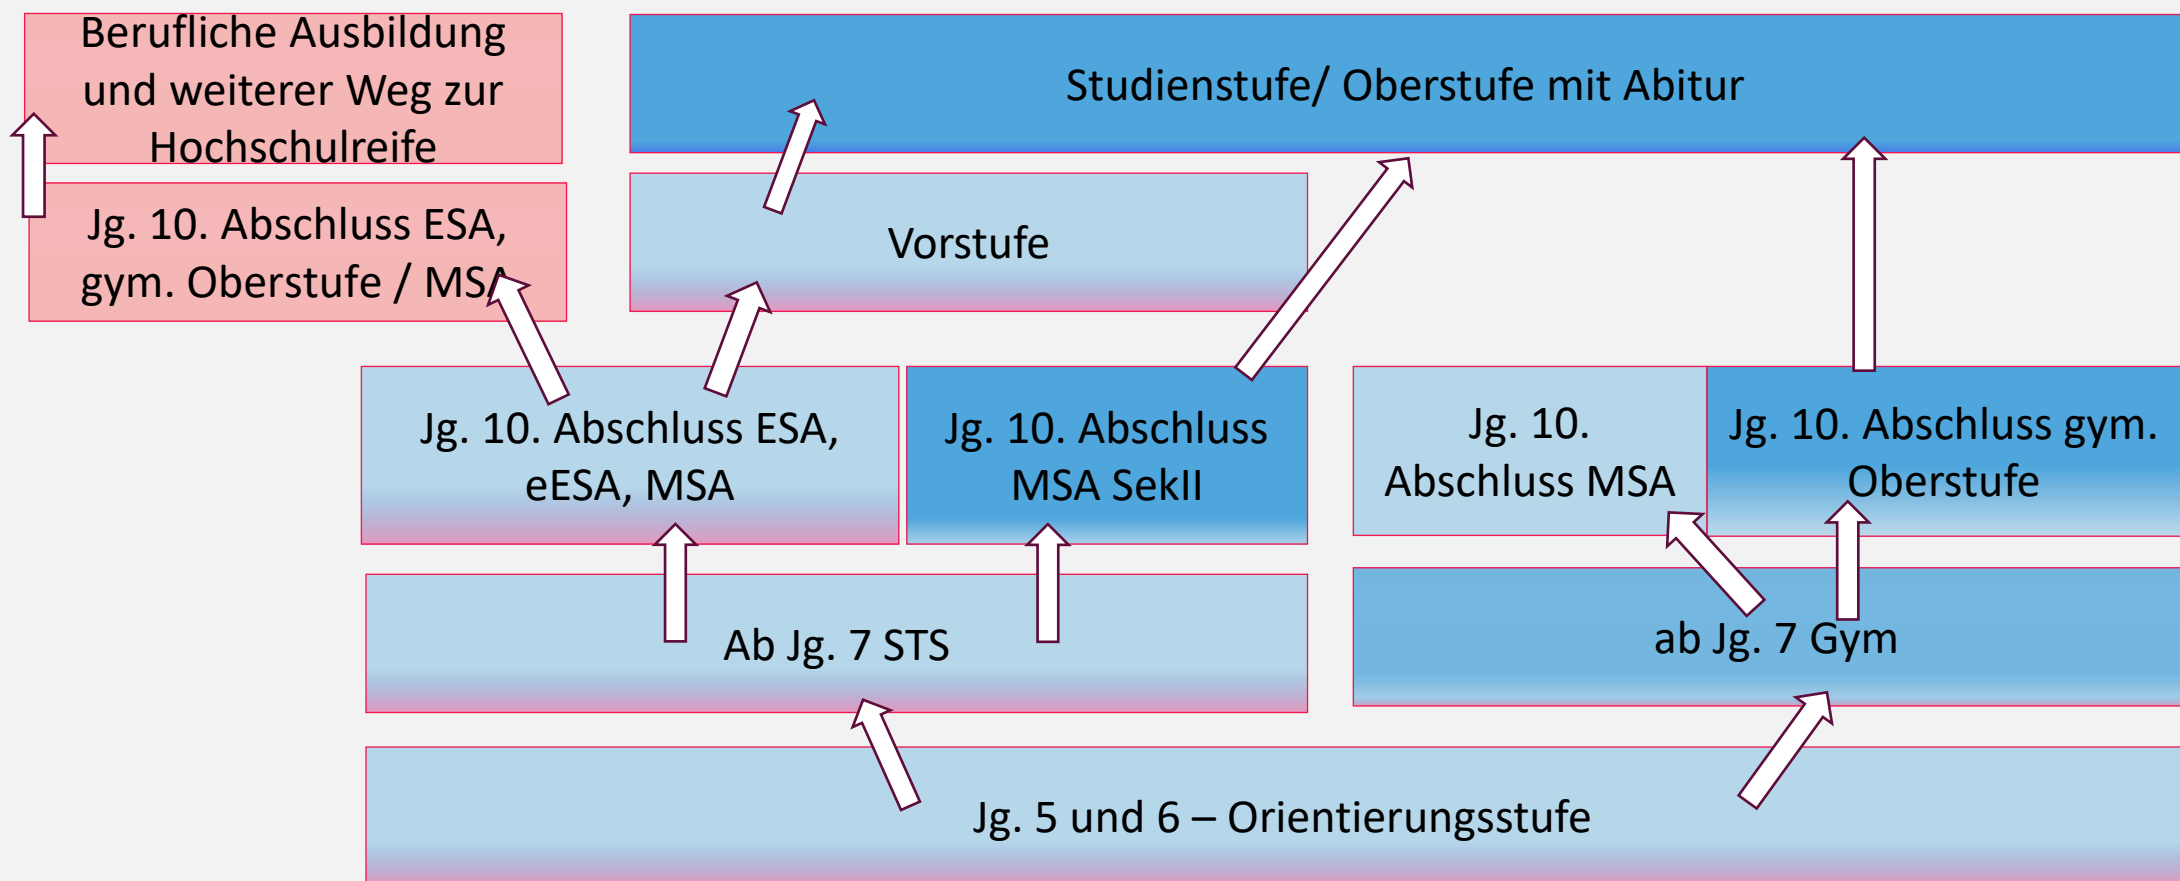 Berufliche Ausbildung
und weiterer Weg zur
Hochschulreife
Studienstufe/ Oberstufe mit Abitur
Jg. 10. Abschluss ESA,
gym. Oberstufe / MSA
Vorstufe
Jg. 10. Abschluss ESA,
eESA, MSA
Jg. 10. Abschluss
MSA SekII
Jg. 10.
Abschluss MSA
Jg. 10. Abschluss gym.
Oberstufe
Ab Jg. 7 STS
ab Jg. 7 Gym
Jg. 5 und 6 – Orientierungsstufe